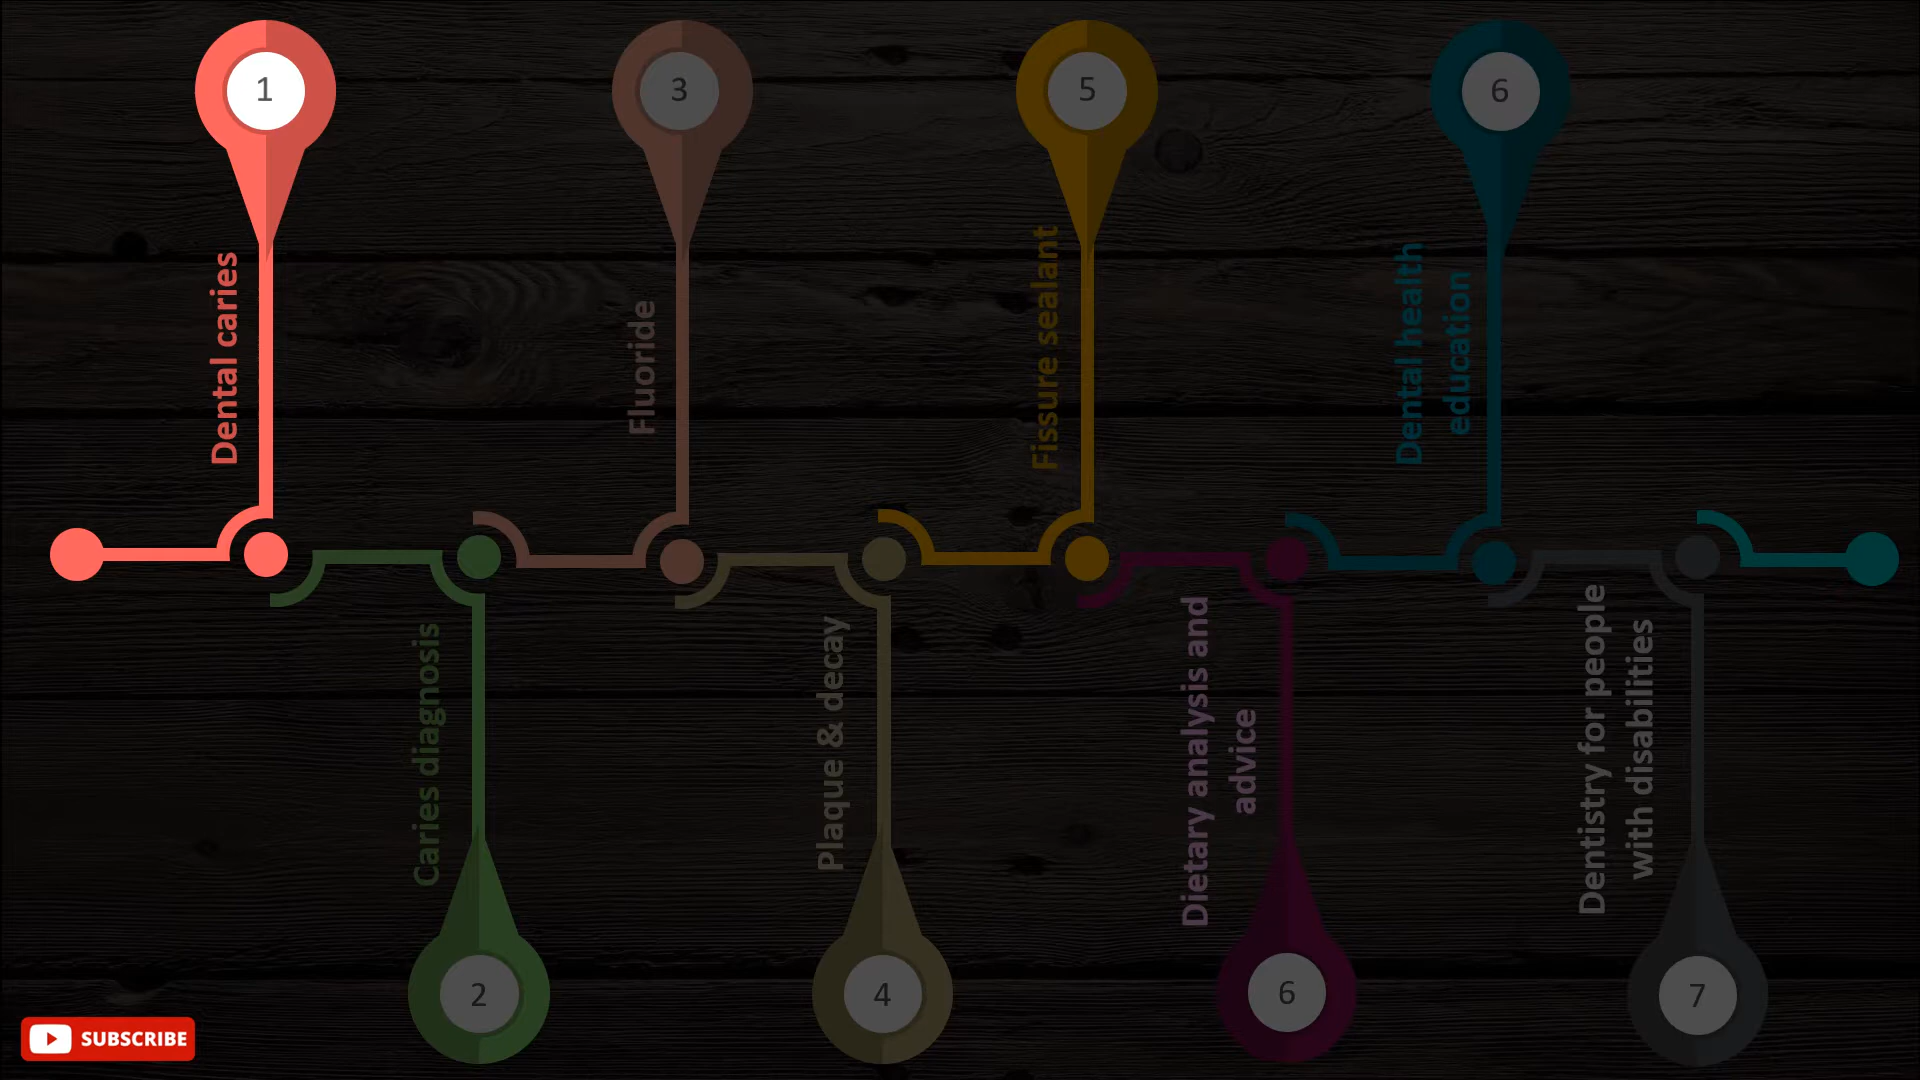 1
Dental caries
2
Caries diagnosis
3
Fluoride
4
Plaque & decay
5
Fissure sealant
6
Dietary analysis and
advice
6
Dental health
education
7
Dentistry for people
with disabilities
SUBSCRIBE